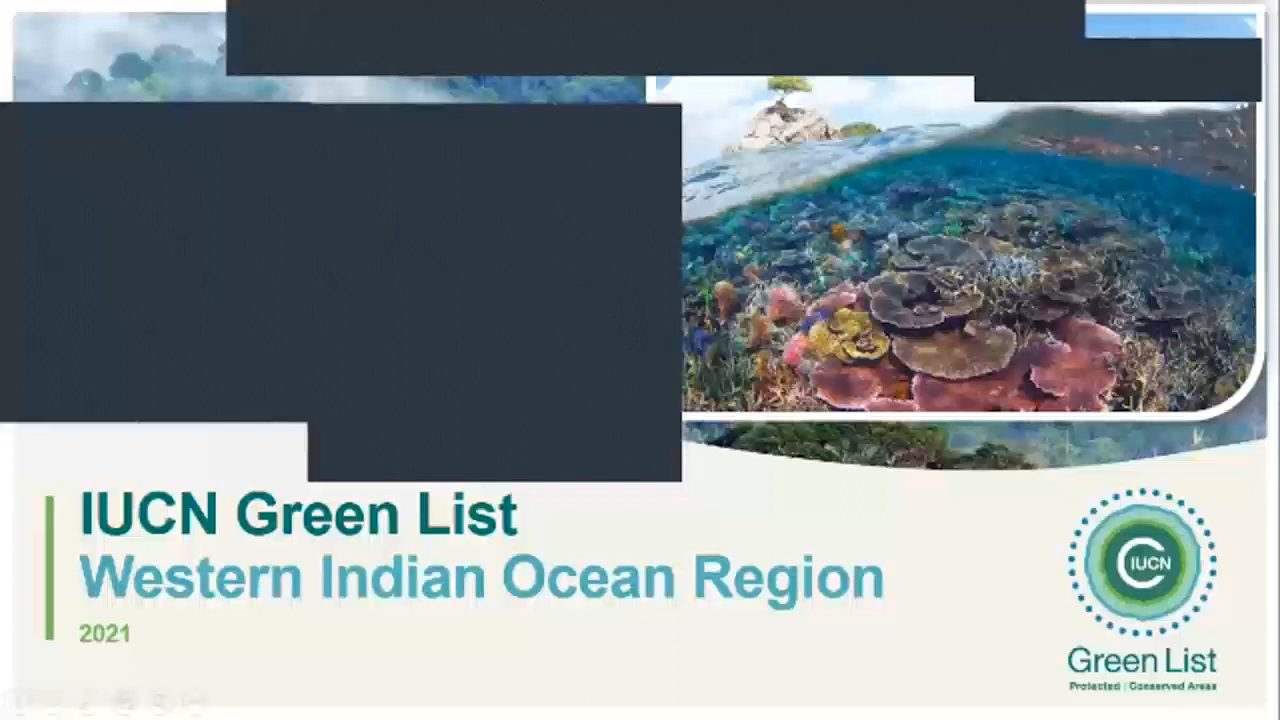 IUCN Green List
Western Indian Ocean Region
2021
IUCN
Green List
Protected | Conserved Areas